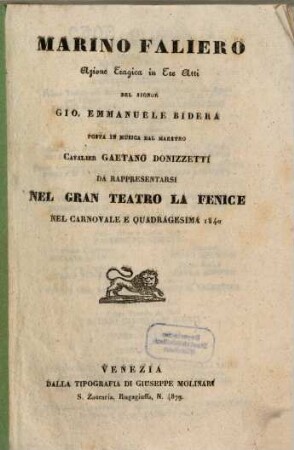 MARINO FALIERO
Azione Tragica in Tre Atti
DEL SIGNOR
GIO. EMMANUELE BIDERA
POSTA IN MUSICA DAL MAESTRO
CAVALIER GAETANO DONIZZETTI
DA RAPPRESENTARSI
NEL GRAN TEATRO LA FENICE
NEL CARNOVALE E QUADRAGESIMA 1840
VENEZIA
DALLA TIPOGRAFIA DI GIUSEPPE MOLINARI
S. Zaccaria, Rugagiuffa, N. 4879.